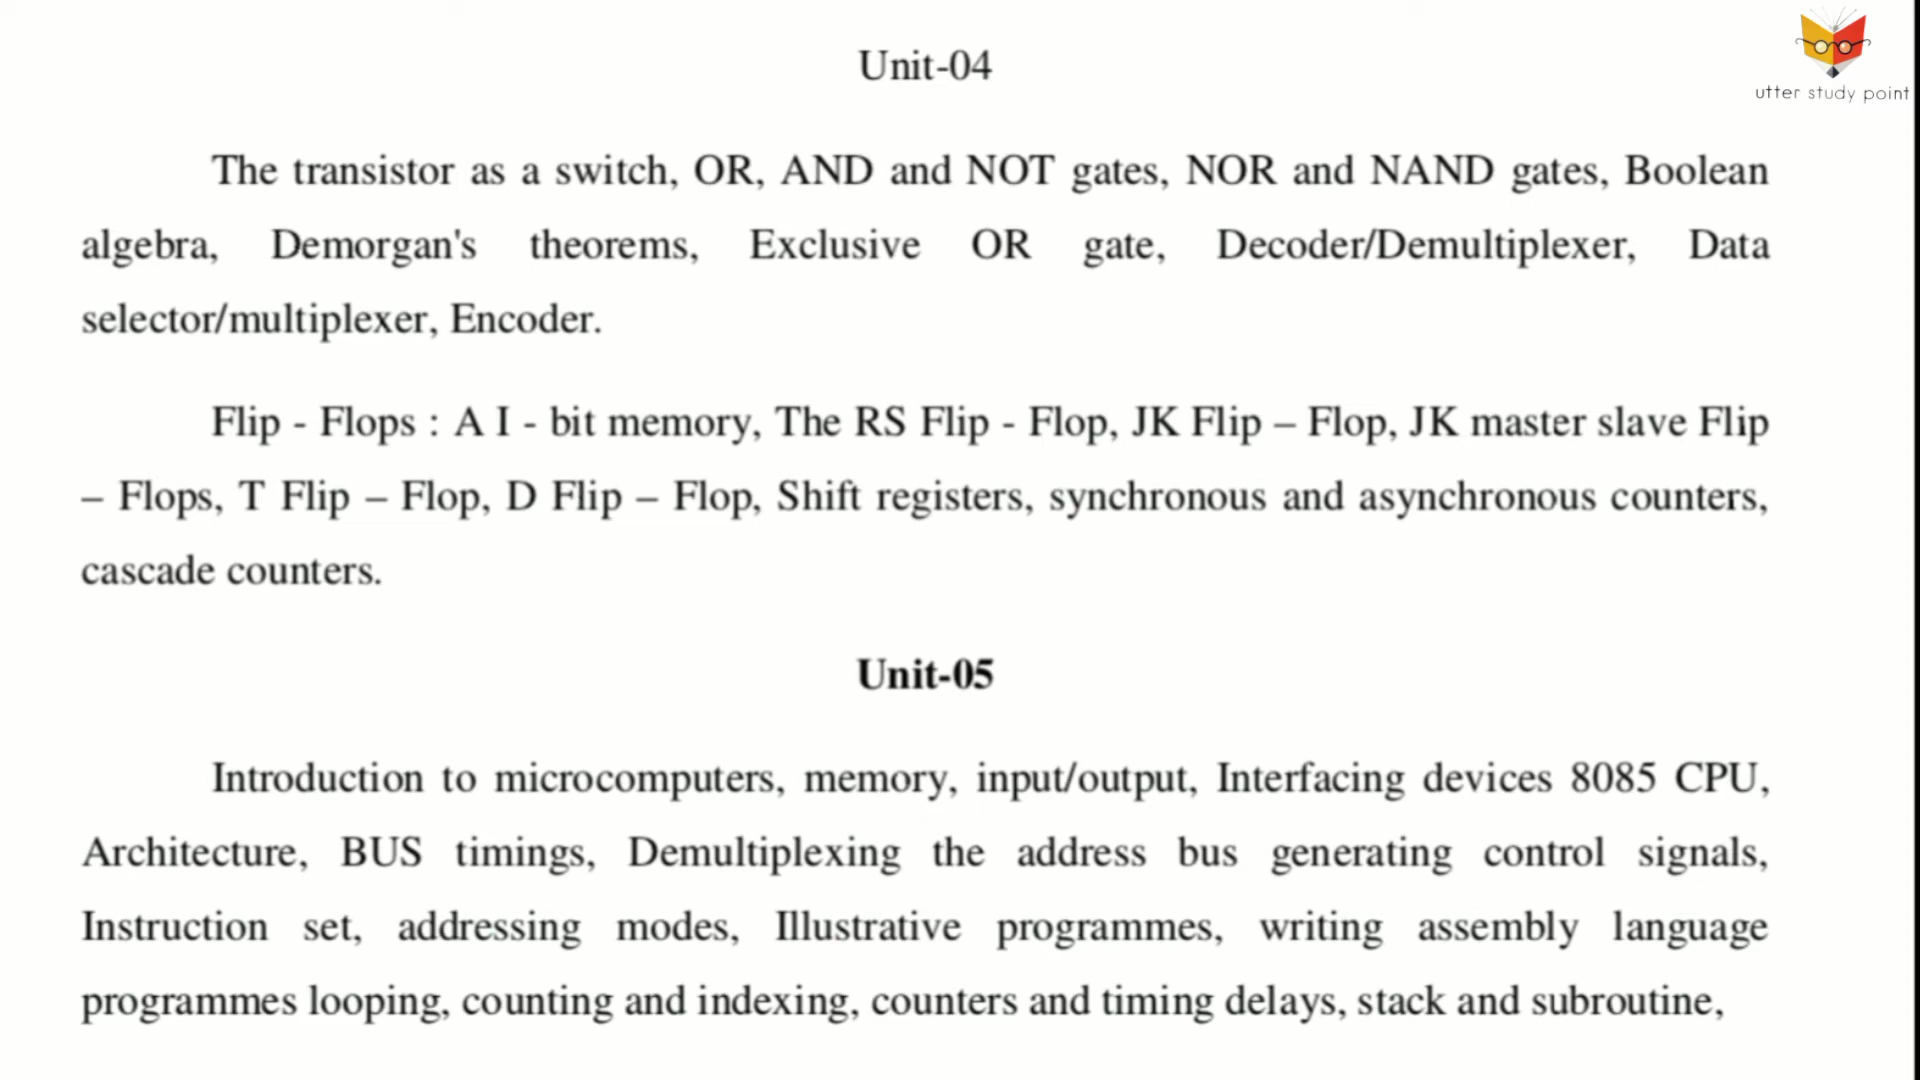 Unit-04
utter study point
The transistor as a switch, OR, AND and NOT gates, NOR and NAND gates, Boolean
algebra, Demorgan's theorems, Exclusive OR gate, Decoder/Demultiplexer, Data
selector/multiplexer, Encoder.
Flip - Flops : A I - bit memory, The RS Flip - Flop, JK Flip – Flop, JK master slave Flip
– Flops, T Flip – Flop, D Flip – Flop, Shift registers, synchronous and asynchronous counters,
cascade counters.
Unit-05
Introduction to microcomputers, memory, input/output, Interfacing devices 8085 CPU,
Architecture, BUS timings, Demultiplexing the address bus generating control signals,
Instruction set, addressing modes, Illustrative programmes, writing assembly language
programmes looping, counting and indexing, counters and timing delays, stack and subroutine,